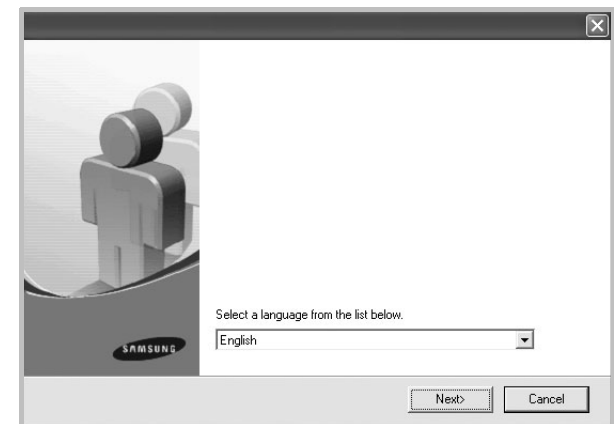 Select a language from the list below.
English
SAMSUNG
Next>
Cancel